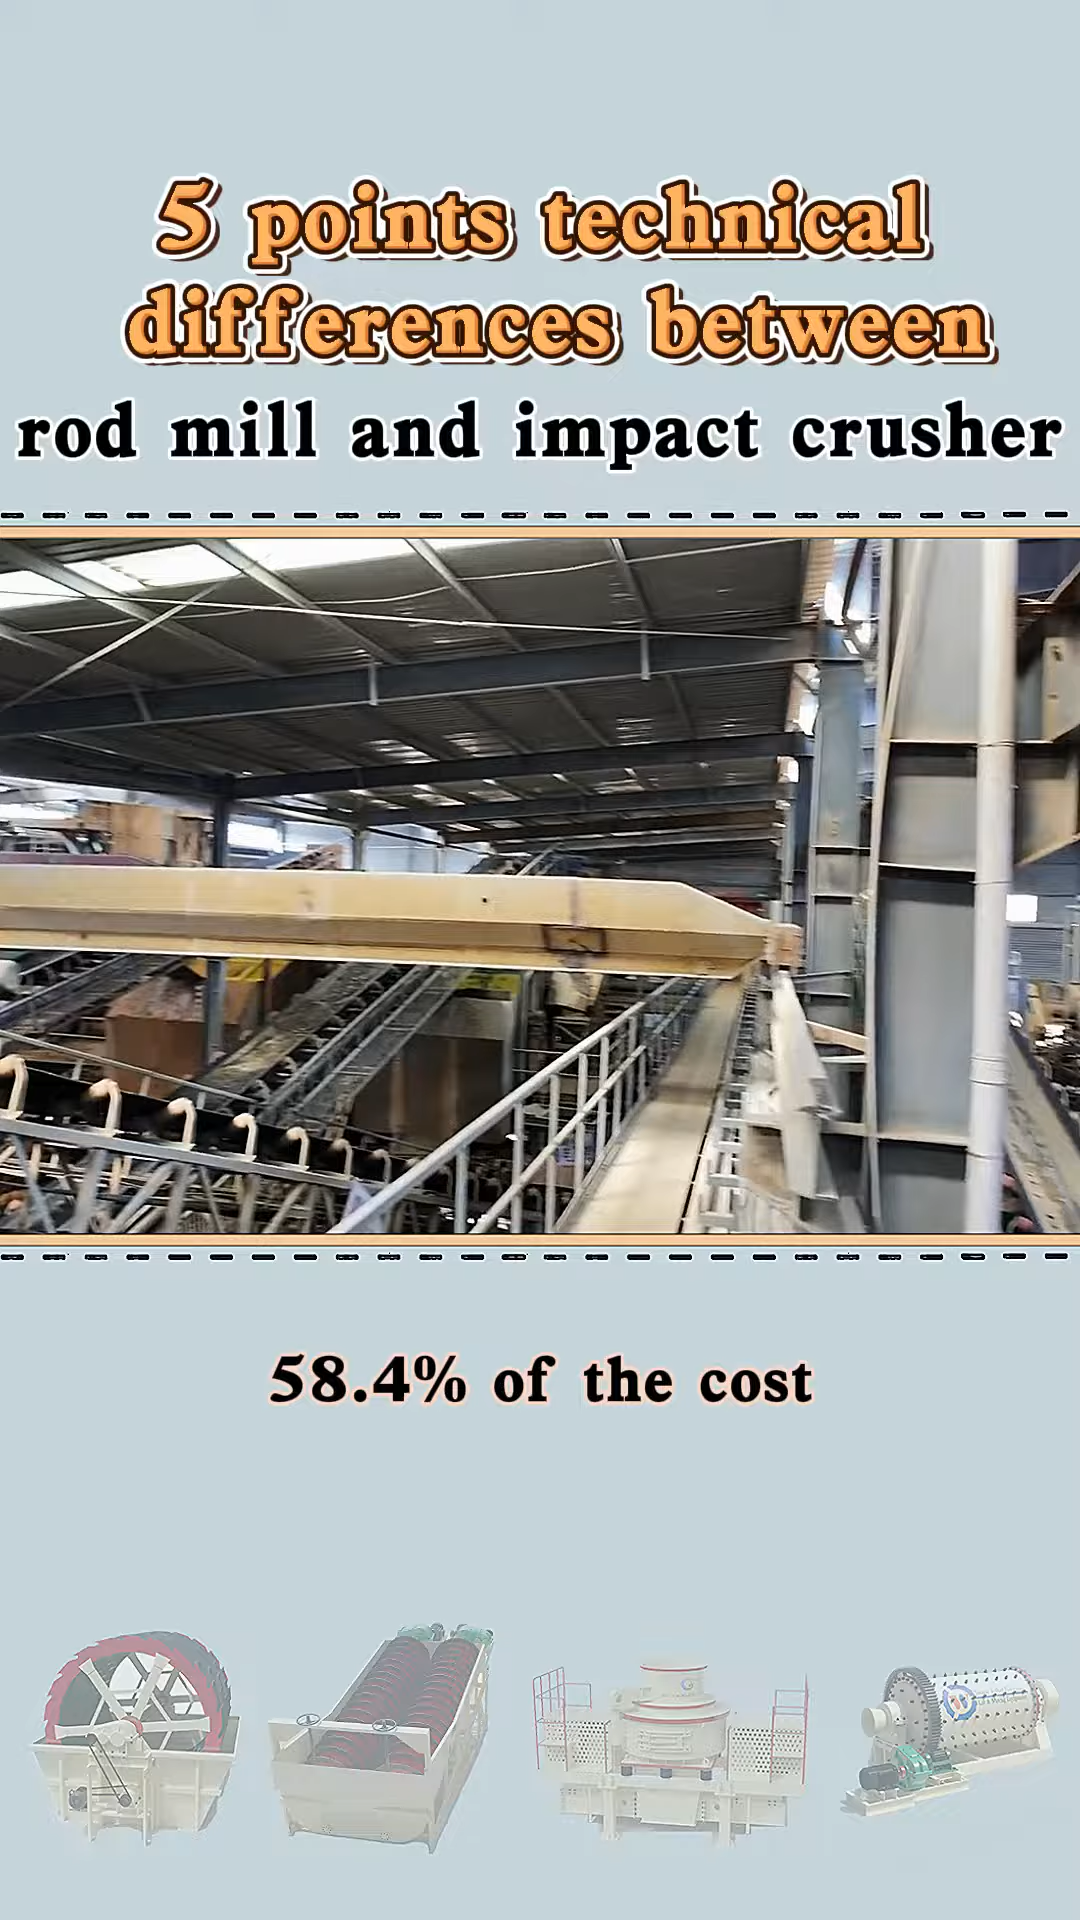 5 points technical
differences between
rod mill and impact crusher
58.4% of the cost